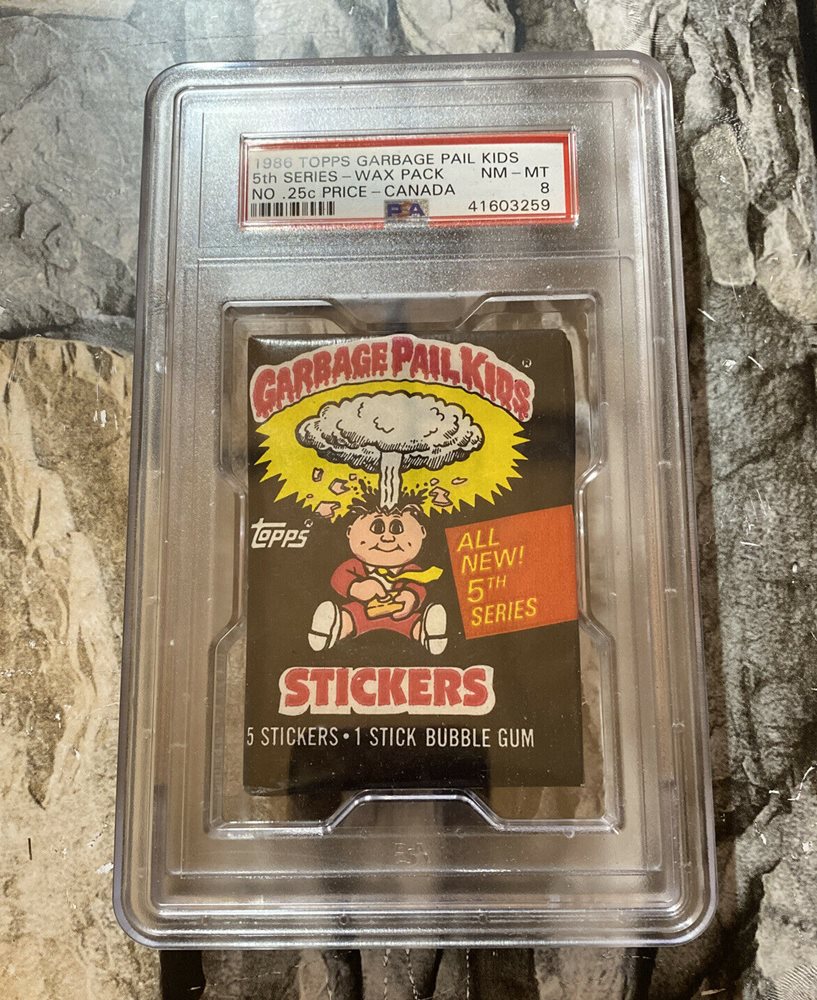 1986 TOPPS GARBAGE PAIL KIDS
5th SERIES-WAX PACK NM-MT
NO .25c PRICE-CANADA 8
PSA 41603259
GARBAGE PAIL KIDS®
topps®
ALL
NEW!
5TH
SERIES
STICKERS
5 STICKERS • 1 STICK BUBBLE GUM
PSA